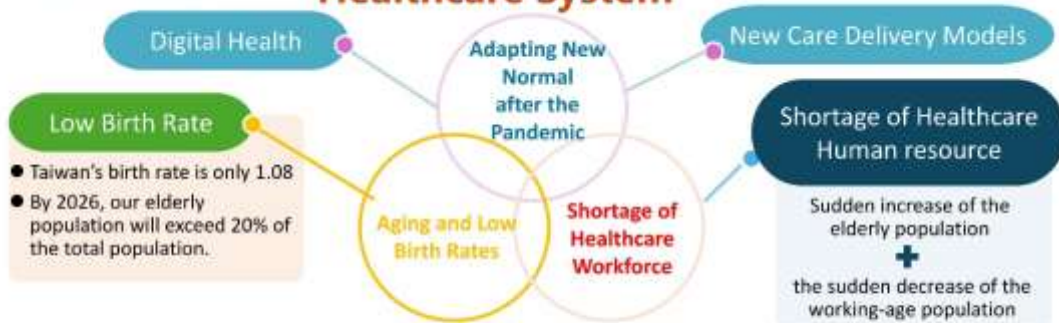 Healthcare System
Digital Health
Adapting New
Normal
after the
Pandemic
New Care Delivery Models
Low Birth Rate
● Taiwan's birth rate is only 1.08
● By 2026, our elderly
population will exceed 20% of
the total population.
Aging and Low
Birth Rates
Shortage of
Healthcare
Workforce
Shortage of Healthcare
Human resource
Sudden increase of the
elderly population
+
the sudden decrease of the
working-age population